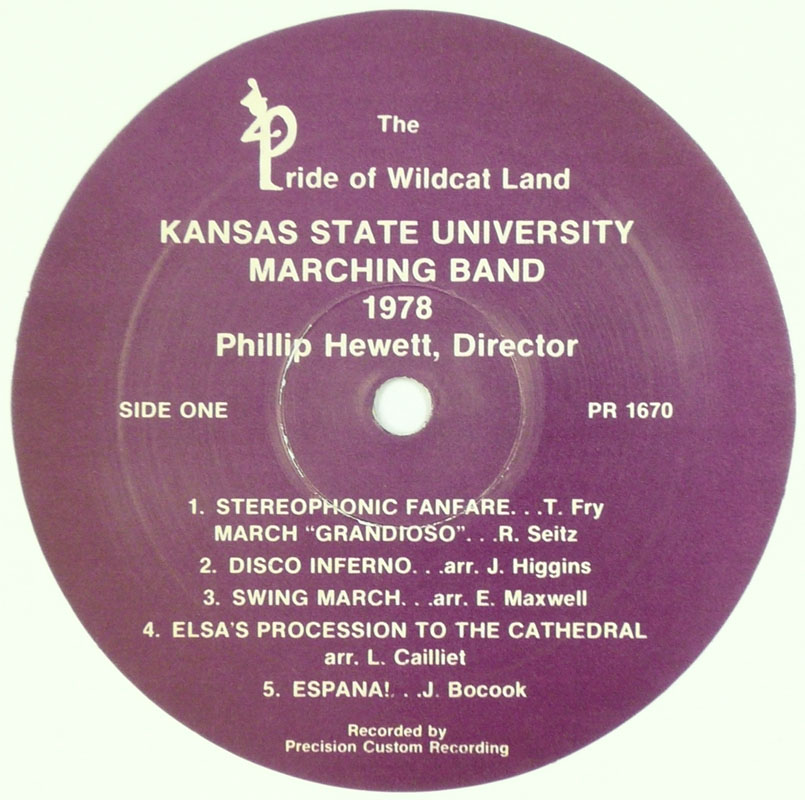 The
Pride of Wildcat Land
KANSAS STATE UNIVERSITY
MARCHING BAND
1978
Phillip Hewett, Director
SIDE ONE PR 1670
1. STEREOPHONIC FANFARE. . .T. Fry
MARCH "GRANDIOSO". . .R. Seitz
2. DISCO INFERNO. . .arr. J. Higgins
3. SWING MARCH. . .arr. E. Maxwell
4. ELSA'S PROCESSION TO THE CATHEDRAL
arr. L. Cailliet
5. ESPANA!. . .J. Bocook
Recorded by
Precision Custom Recording